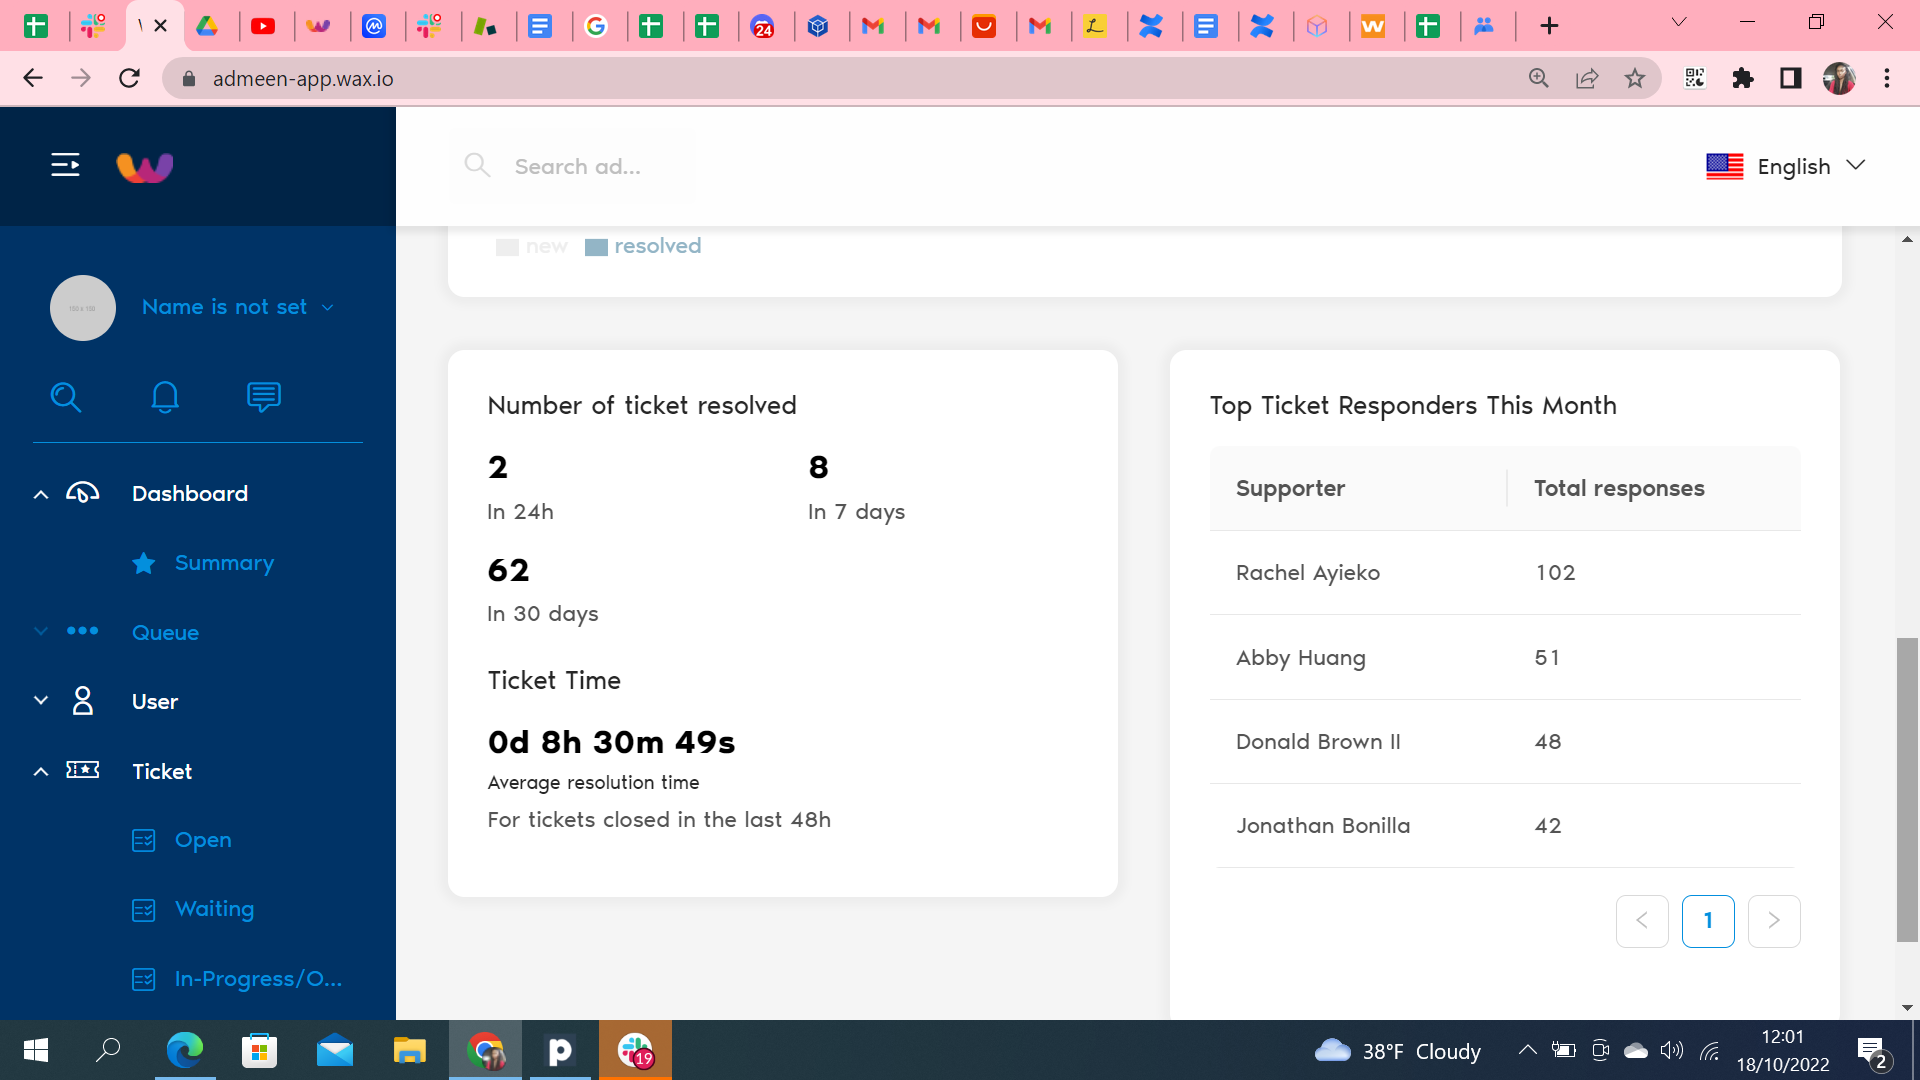 24
admeen-app.wax.io
Search ad...
English
new resolved
Name is not set
Dashboard
Summary
Queue
User
Ticket
Open
Waiting
In-Progress/O...
Number of ticket resolved
2
8
In 24h
In 7 days
62
In 30 days
Ticket Time
0d 8h 30m 49s
Average resolution time
For tickets closed in the last 48h
Top Ticket Responders This Month
Supporter Total responses
Rachel Ayieko 102
Abby Huang 51
Donald Brown II 48
Jonathan Bonilla 42
1
19
38°F Cloudy
12:01
18/10/2022
2